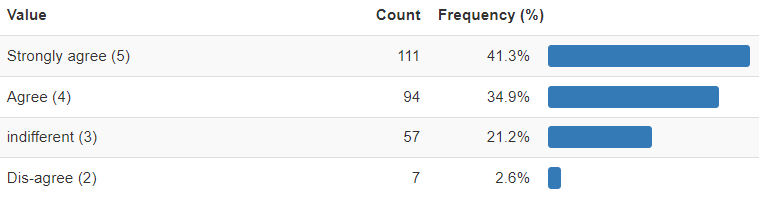 Value Count Frequency (%)
Strongly agree (5) 111 41.3%
Agree (4) 94 34.9%
indifferent (3) 57 21.2%
Dis-agree (2) 7 2.6%